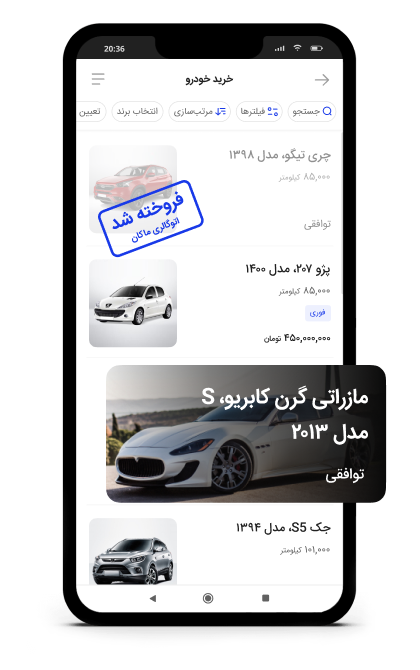 20:36
خرید خودرو
جستجو
فیلترها
مرتب‌سازی
انتخاب برند
تعیین
چری تیگو، مدل ۱۳۹۸
۸۵,۰۰۰ کیلومتر
توافقی
فروخته شد
اتوگالری ماکان
پژو ۲۰۷، مدل ۱۴۰۰
۸۵,۰۰۰ کیلومتر
فوری
۴۵۰,۰۰۰,۰۰۰ تومان
مازراتی گرن کابریو، S
مدل ۲۰۱۳
توافقی
جک S5، مدل ۱۳۹۴
۱۰۱,۰۰۰ کیلومتر